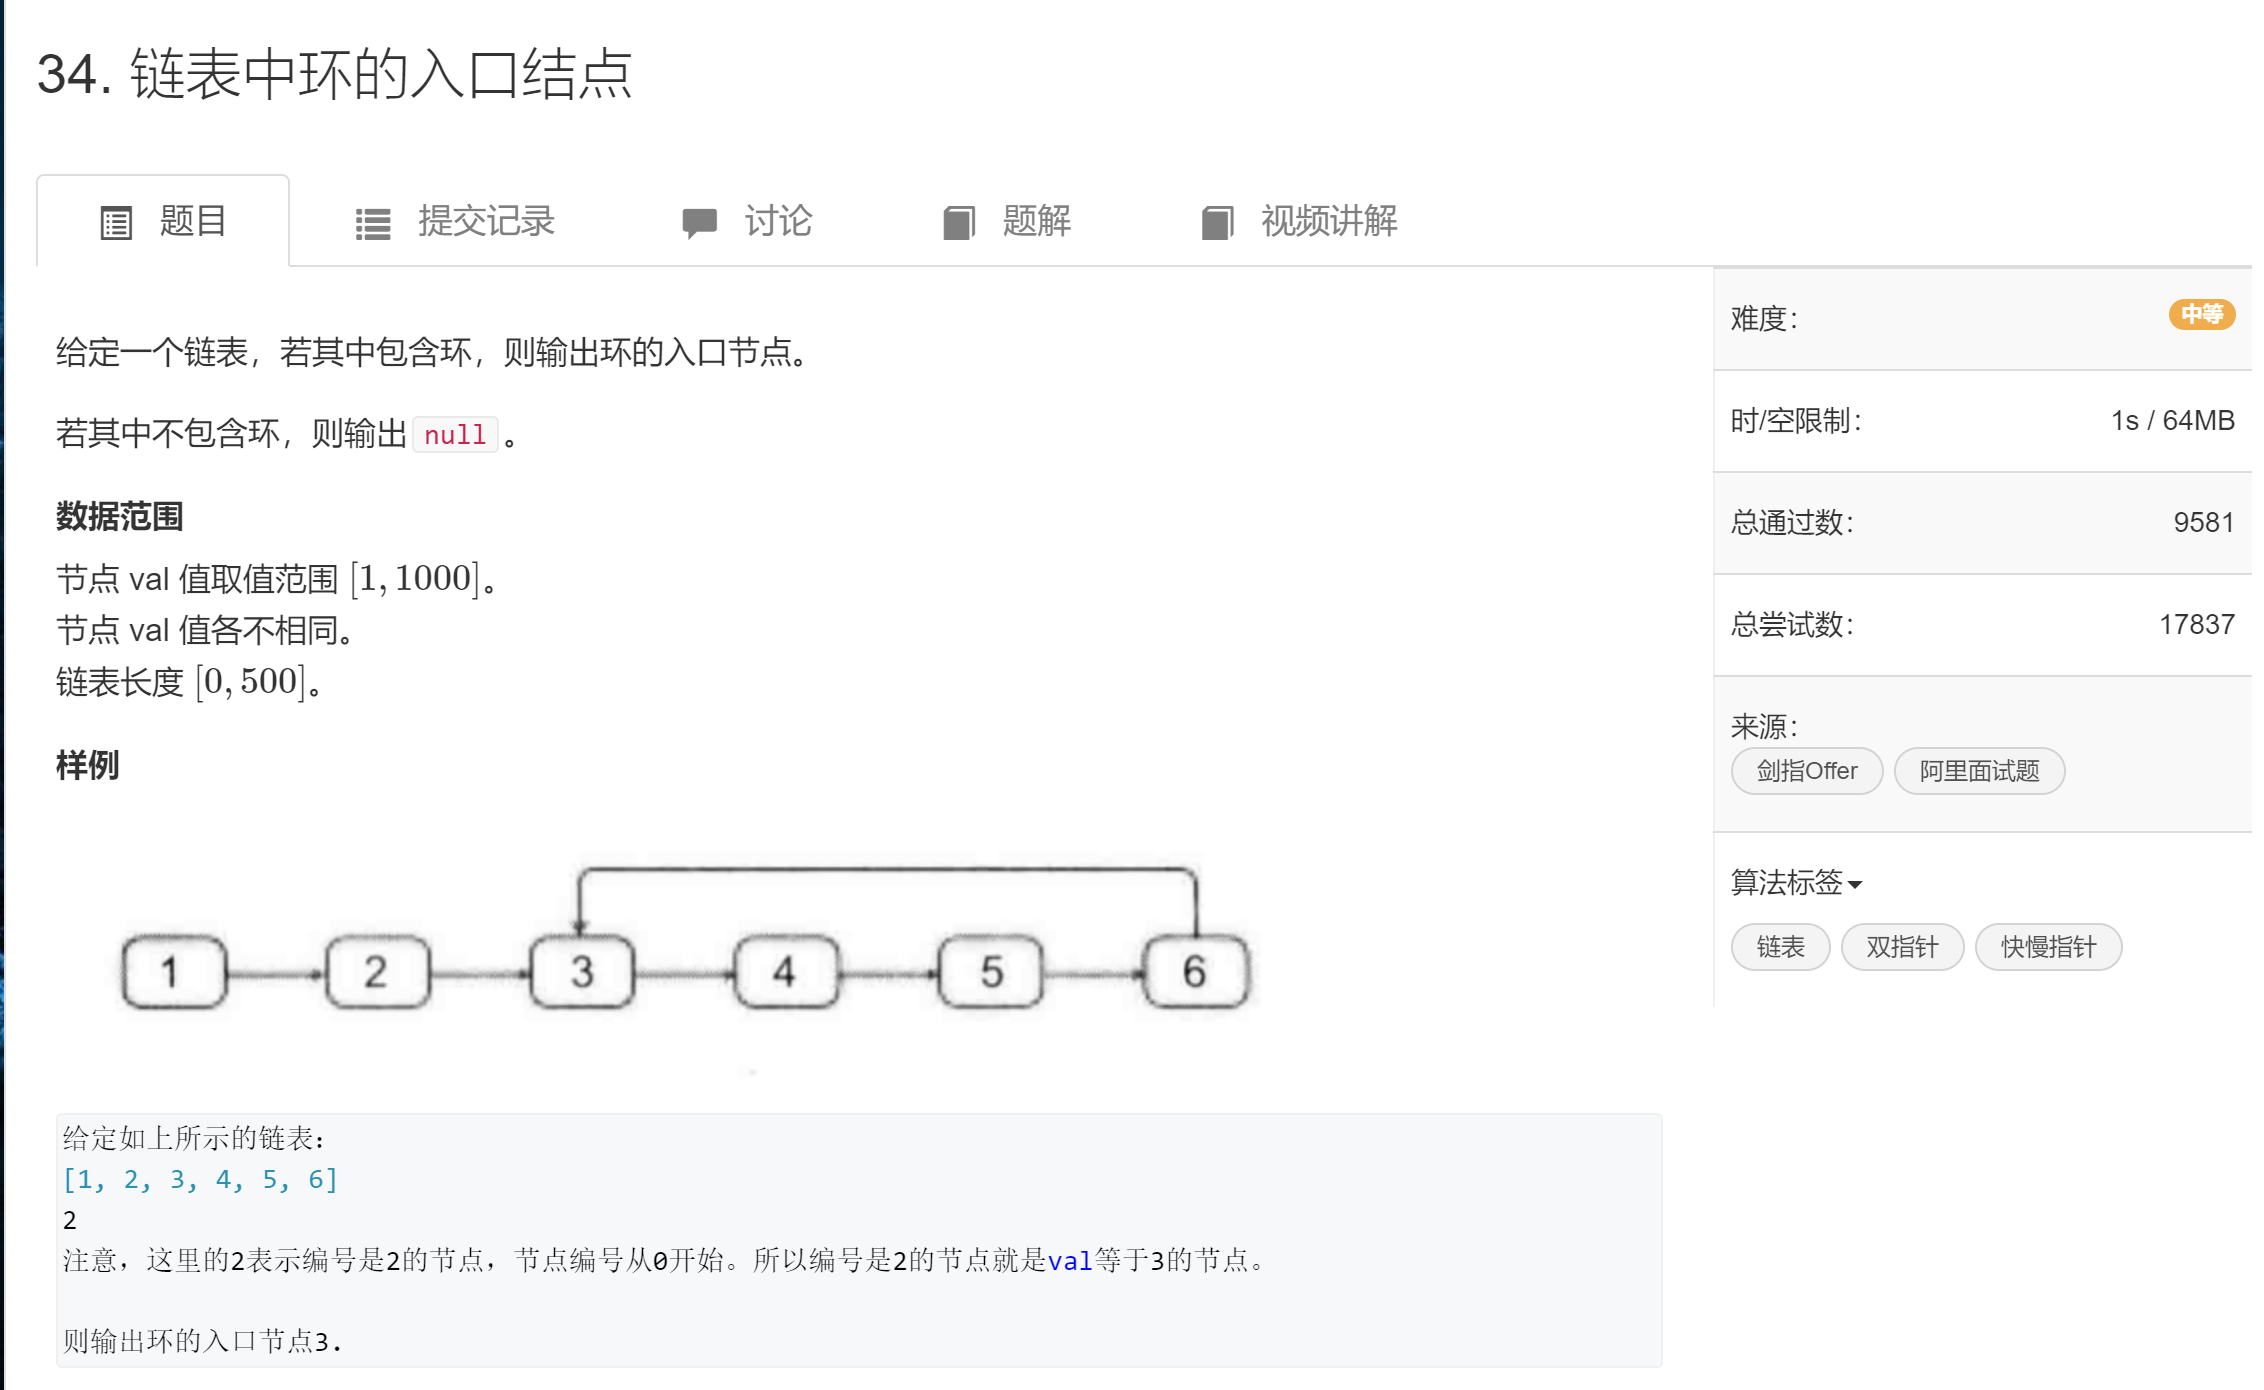 34. 链表中环的入口结点
题目
提交记录
讨论
题解
视频讲解
给定一个链表，若其中包含环，则输出环的入口节点。
若其中不包含环，则输出 null 。
数据范围
节点 val 值取值范围 [1, 1000]。
节点 val 值各不相同。
链表长度 [0, 500]。
样例
1 2 3 4 5 6
给定如上所示的链表：
[1, 2, 3, 4, 5, 6]
2
注意，这里的2表示编号是2的节点，节点编号从0开始。所以编号是2的节点就是val等于3的节点。
则输出环的入口节点3.
难度： 中等
时/空限制： 1s / 64MB
总通过数： 9581
总尝试数： 17837
来源：
剑指Offer 阿里面试题
算法标签
链表 双指针 快慢指针